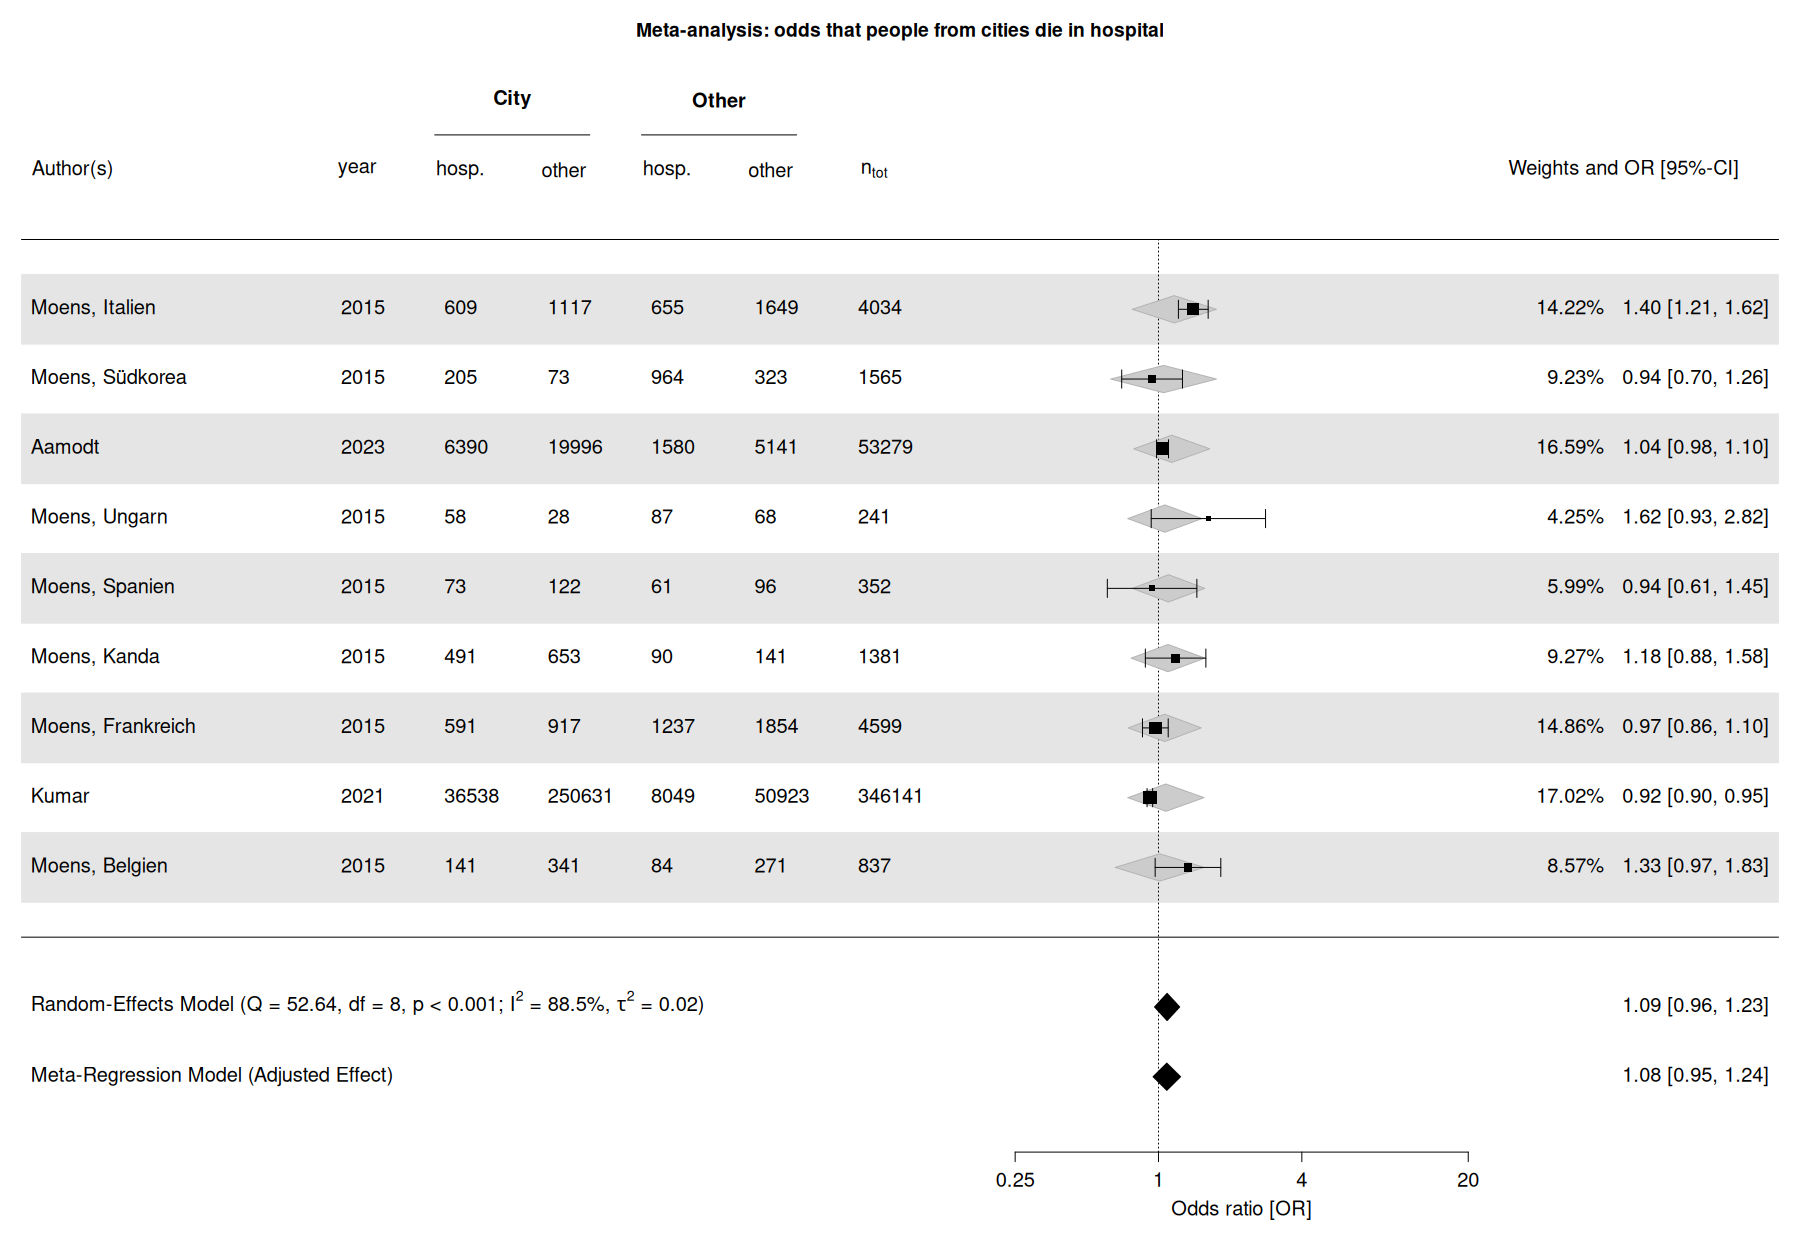 Meta-analysis: odds that people from cities die in hospital
City Other
Author(s) year hosp. other hosp. other ntot Weights and OR [95%-CI]
Moens, Italien 2015 609 1117 655 1649 4034 14.22% 1.40 [1.21, 1.62]
Moens, Südkorea 2015 205 73 964 323 1565 9.23% 0.94 [0.70, 1.26]
Aamodt 2023 6390 19996 1580 5141 53279 16.59% 1.04 [0.98, 1.10]
Moens, Ungarn 2015 58 28 87 68 241 4.25% 1.62 [0.93, 2.82]
Moens, Spanien 2015 73 122 61 96 352 5.99% 0.94 [0.61, 1.45]
Moens, Kanda 2015 491 653 90 141 1381 9.27% 1.18 [0.88, 1.58]
Moens, Frankreich 2015 591 917 1237 1854 4599 14.86% 0.97 [0.86, 1.10]
Kumar 2021 36538 250631 8049 50923 346141 17.02% 0.92 [0.90, 0.95]
Moens, Belgien 2015 141 341 84 271 837 8.57% 1.33 [0.97, 1.83]
Random-Effects Model (Q = 52.64, df = 8, p < 0.001; I² = 88.5%, τ² = 0.02) 1.09 [0.96, 1.23]
Meta-Regression Model (Adjusted Effect) 1.08 [0.95, 1.24]
0.25 1 4 20
Odds ratio [OR]